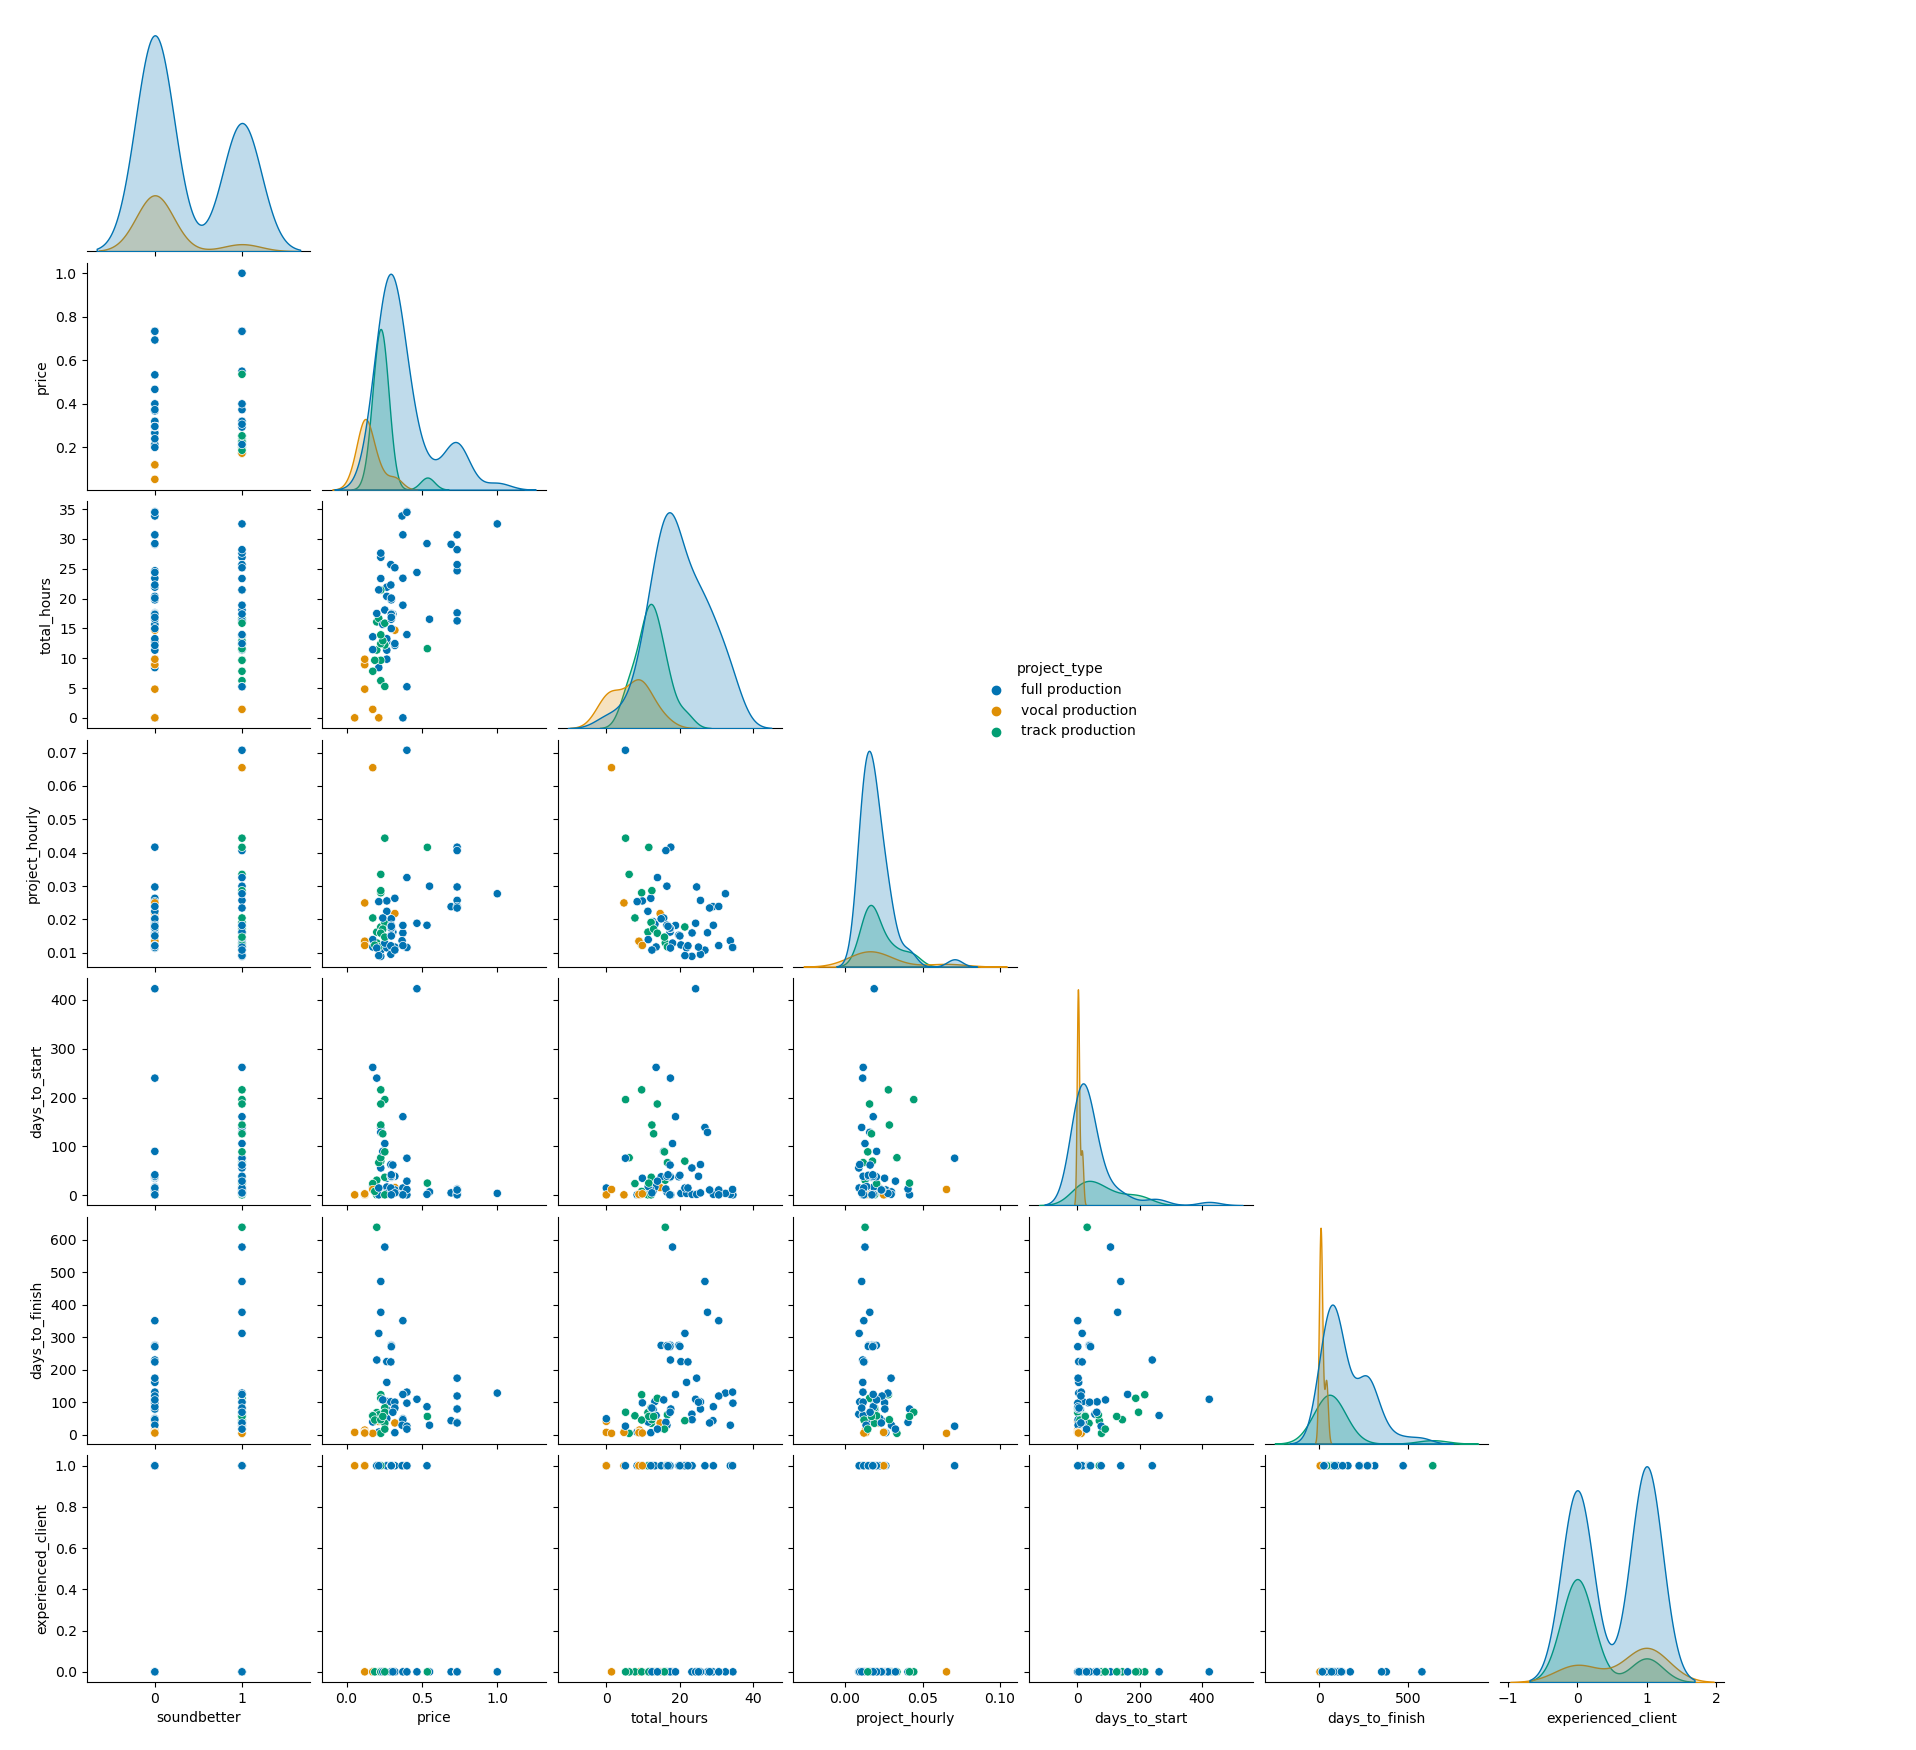 1.0
0.8
0.6
0.4
0.2
price
35
30
25
20
15
10
5
0
total_hours
project_type
full production
vocal production
track production
0.07
0.06
0.05
0.04
0.03
0.02
0.01
project_hourly
400
300
200
100
0
days_to_start
600
500
400
300
200
100
0
days_to_finish
1.0
0.8
0.6
0.4
0.2
0.0
experienced_client
0 1
0.0 0.5 1.0
0 20 40
0.00 0.05 0.10
0 200 400
0 500
−1 0 1 2
soundbetter
price
total_hours
project_hourly
days_to_start
days_to_finish
experienced_client